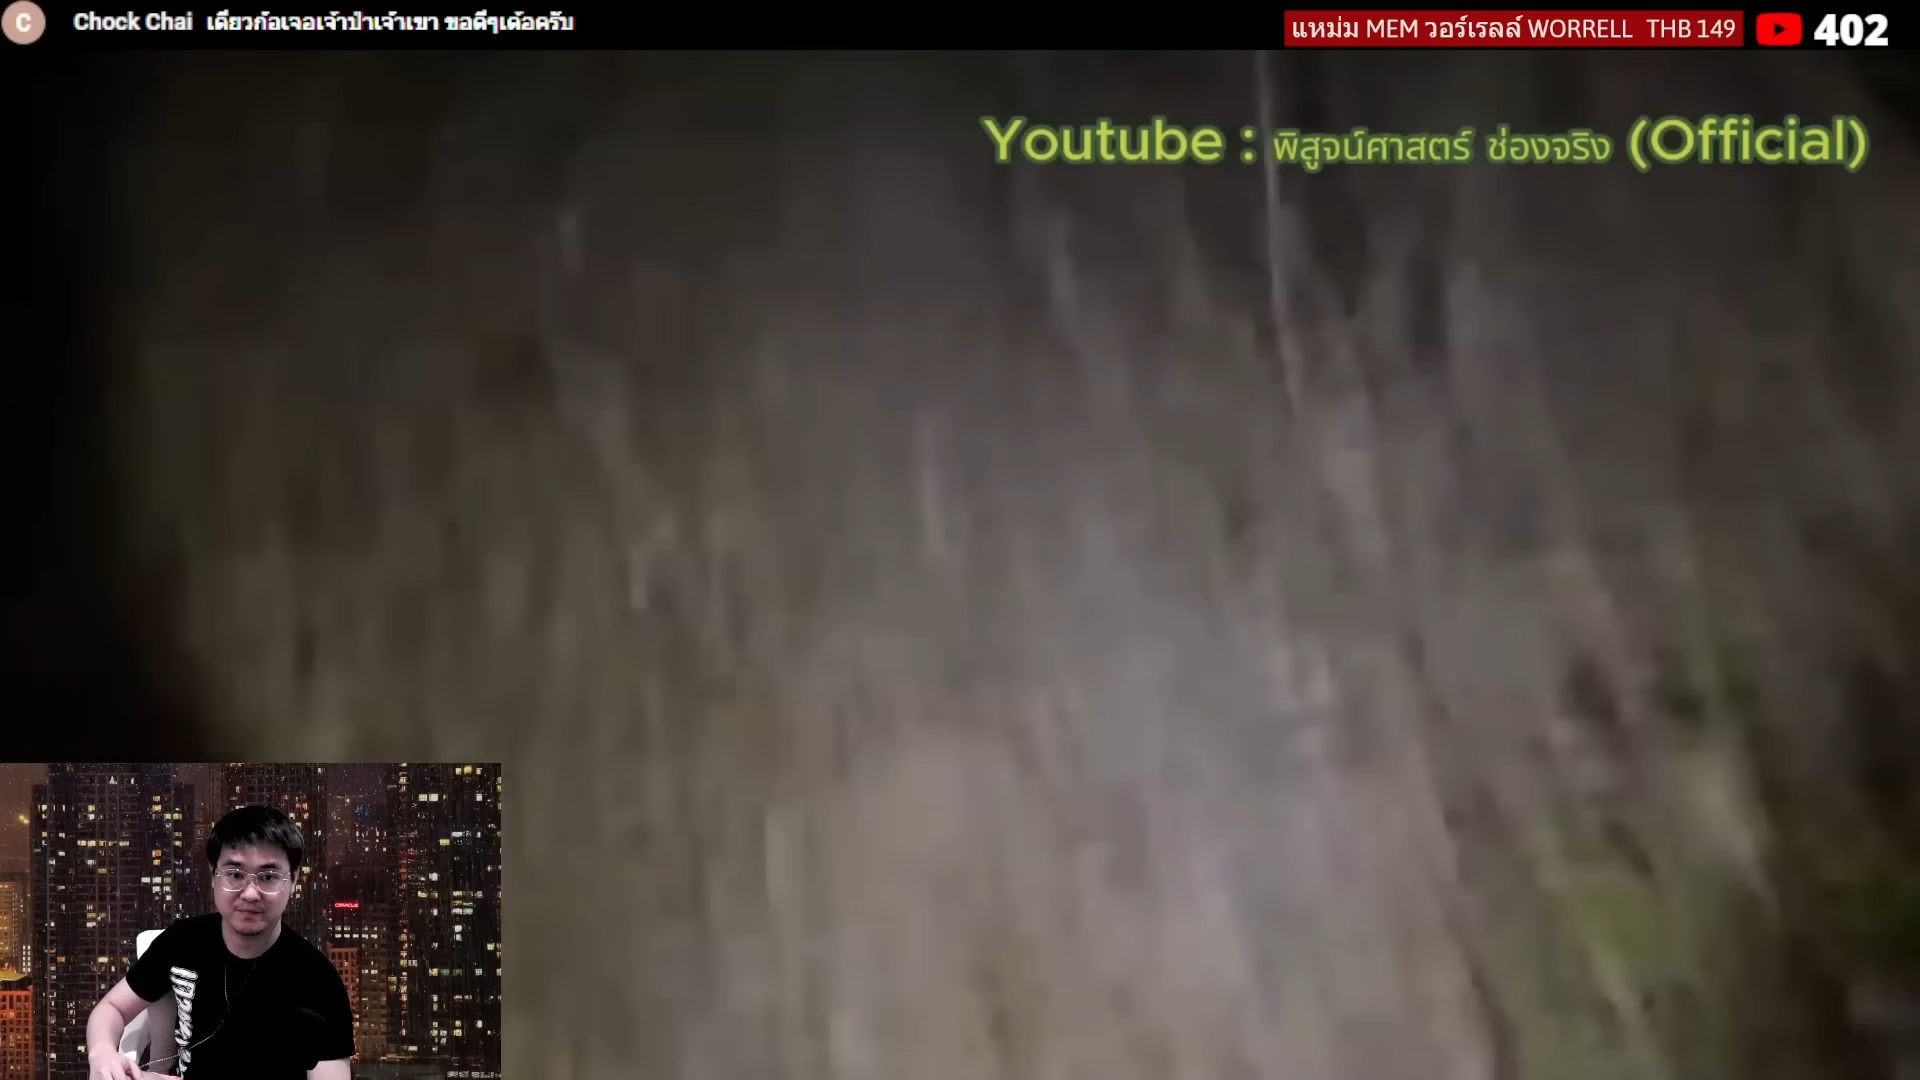 C Chock Chai เดียวก้อเจอเจ้าป่าเจ้าเขา ขอดีๆเด้อครับ
แหม่ม MEM วอร์เรลล์ WORRELL THB 149
402
Youtube : พิสูจน์ศาสตร์ ช่องจริง (Official)
ORACLE